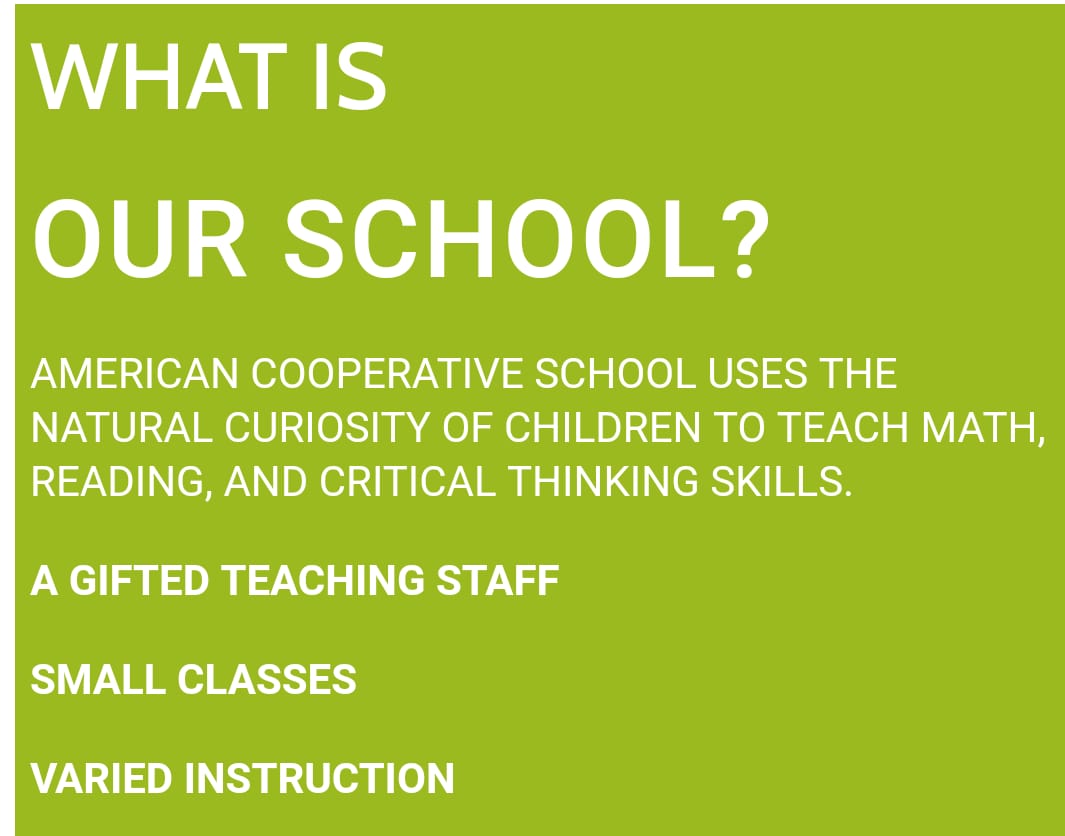 WHAT IS
OUR SCHOOL?
AMERICAN COOPERATIVE SCHOOL USES THE
NATURAL CURIOSITY OF CHILDREN TO TEACH MATH,
READING, AND CRITICAL THINKING SKILLS.
A GIFTED TEACHING STAFF
SMALL CLASSES
VARIED INSTRUCTION